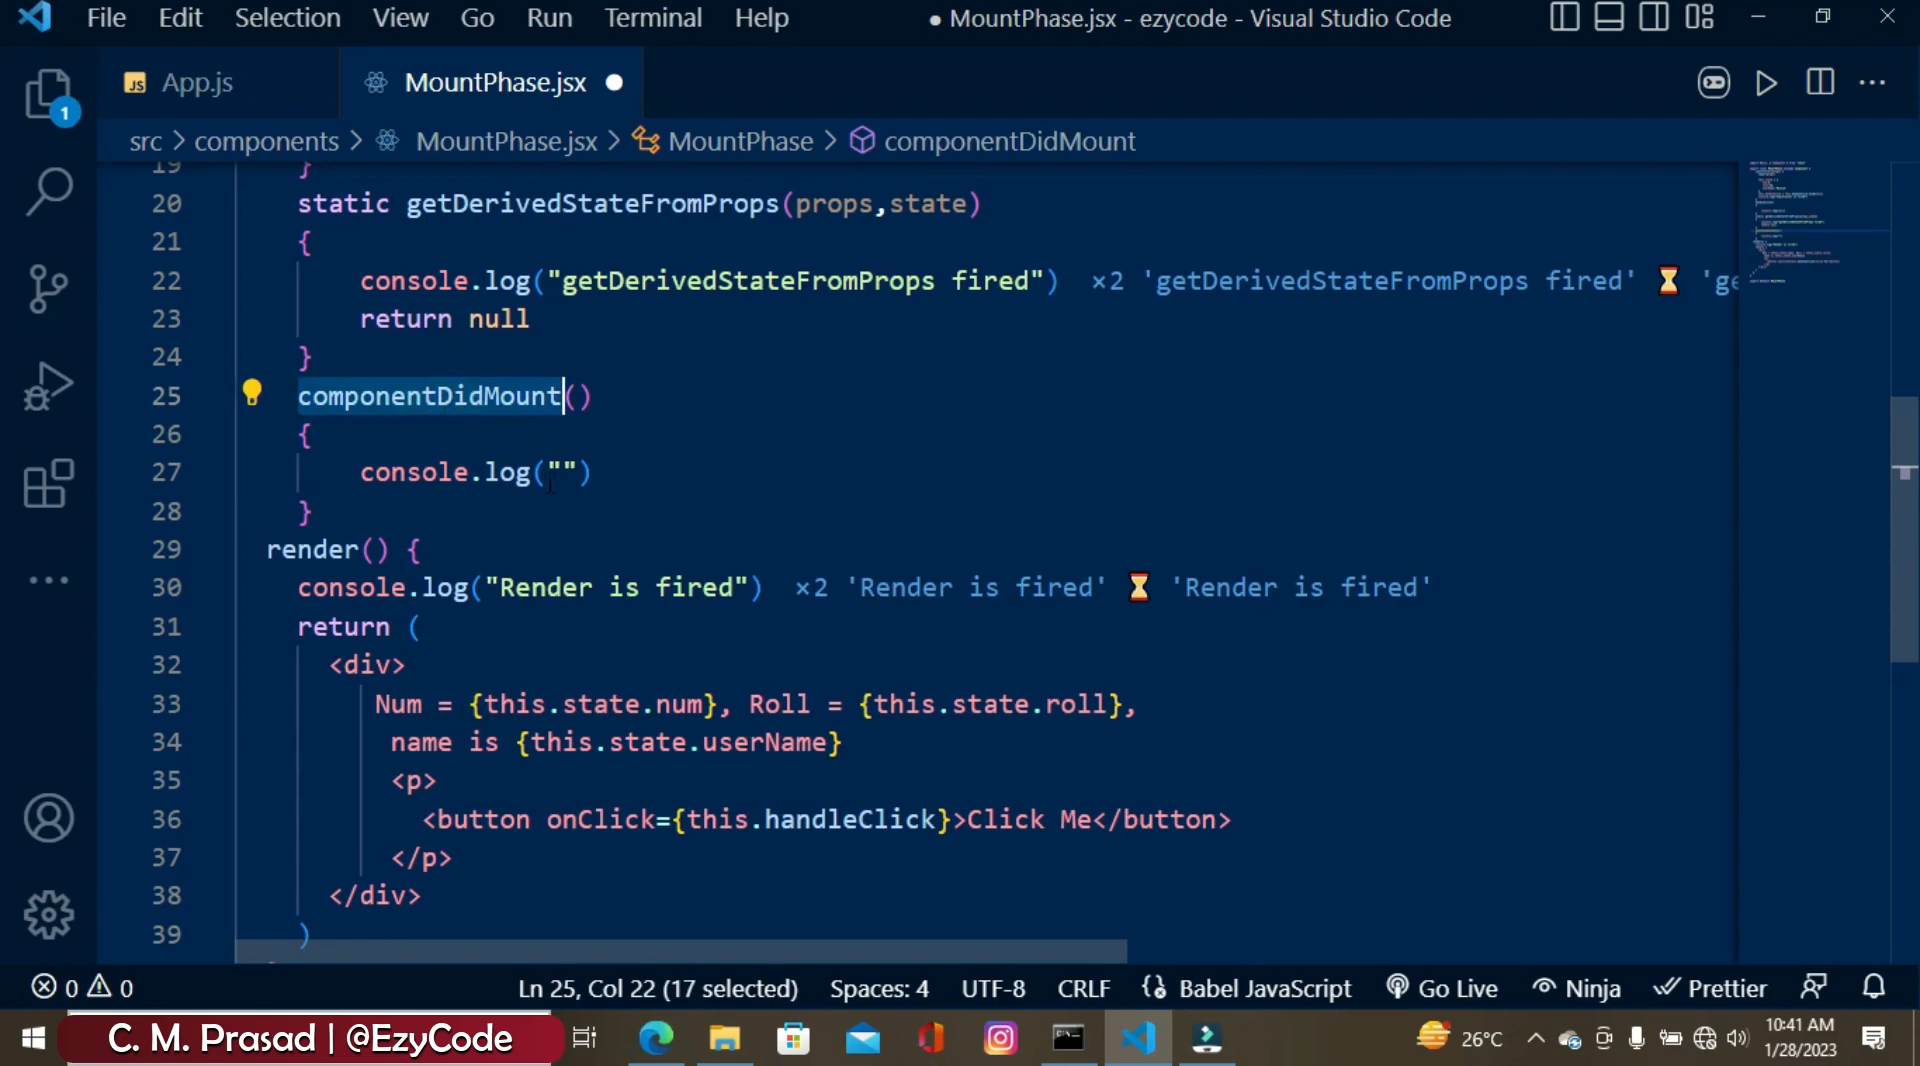 File Edit Selection View Go Run Terminal Help ● MountPhase.jsx - ezycode - Visual Studio Code
JS App.js MountPhase.jsx ●
src > components > MountPhase.jsx > MountPhase > componentDidMount
1
19 }
20 static getDerivedStateFromProps(props,state)
21 {
22 console.log("getDerivedStateFromProps fired") ×2 'getDerivedStateFromProps fired' ⏳ 'ge
23 return null
24 }
25 componentDidMount()
26 {
27 console.log("")
28 }
29 render() {
30 console.log("Render is fired") ×2 'Render is fired' ⏳ 'Render is fired'
31 return (
32 <div>
33 Num = {this.state.num}, Roll = {this.state.roll},
34 name is {this.state.userName}
35 <p>
36 <button onClick={this.handleClick}>Click Me</button>
37 </p>
38 </div>
39 )
0 0 Ln 25, Col 22 (17 selected) Spaces: 4 UTF-8 CRLF Babel JavaScript Go Live Ninja Prettier
C. M. Prasad | @EzyCode 26°C 10:41 AM
1/28/2023